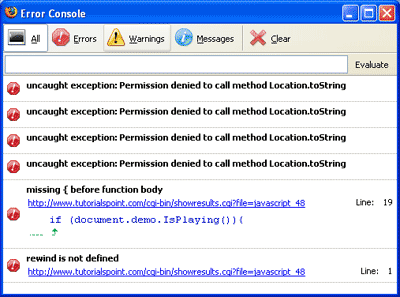 Error Console
All Errors Warnings Messages Clear
Evaluate
uncaught exception: Permission denied to call method Location.toString
uncaught exception: Permission denied to call method Location.toString
uncaught exception: Permission denied to call method Location.toString
uncaught exception: Permission denied to call method Location.toString
missing { before function body
http://www.tutorialspoint.com/cgi-bin/showresults.cgi?file=javascript_48 Line: 19
if (document.demo.IsPlaying()){
rewind is not defined
http://www.tutorialspoint.com/cgi-bin/showresults.cgi?file=javascript_48 Line: 1